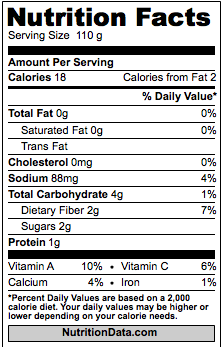 Nutrition Facts
Serving Size 110 g
Amount Per Serving
Calories 18 Calories from Fat 2
% Daily Value*
Total Fat 0g 0%
Saturated Fat 0g 0%
Trans Fat
Cholesterol 0mg 0%
Sodium 88mg 4%
Total Carbohydrate 4g 1%
Dietary Fiber 2g 7%
Sugars 2g
Protein 1g
Vitamin A 10% • Vitamin C 6%
Calcium 4% • Iron 1%
*Percent Daily Values are based on a 2,000
calorie diet. Your daily values may be higher or
lower depending on your calorie needs.
NutritionData.com